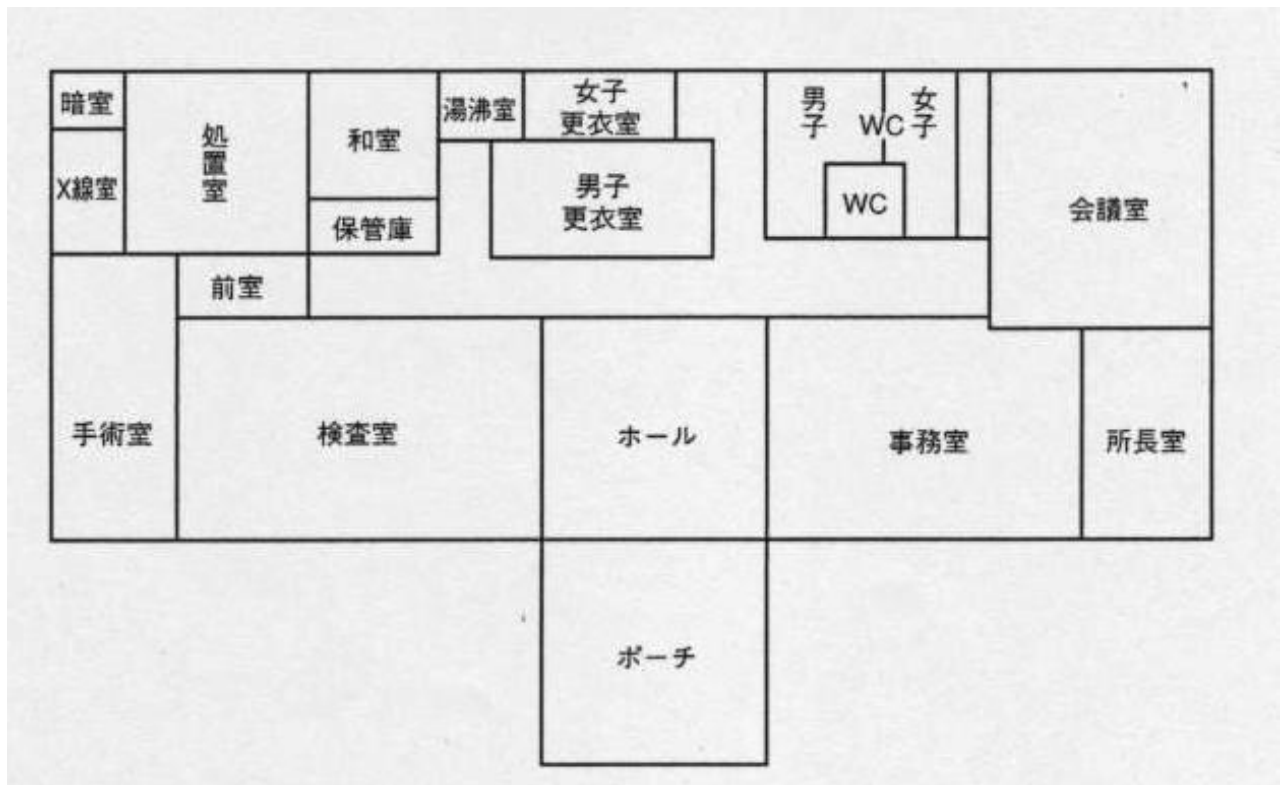 暗室
X線室
処置室
和室
保管庫
湯沸室
女子
更衣室
男子
更衣室
男子
WC
女子
WC
会議室
前室
手術室
検査室
ホール
事務室
所長室
ポーチ